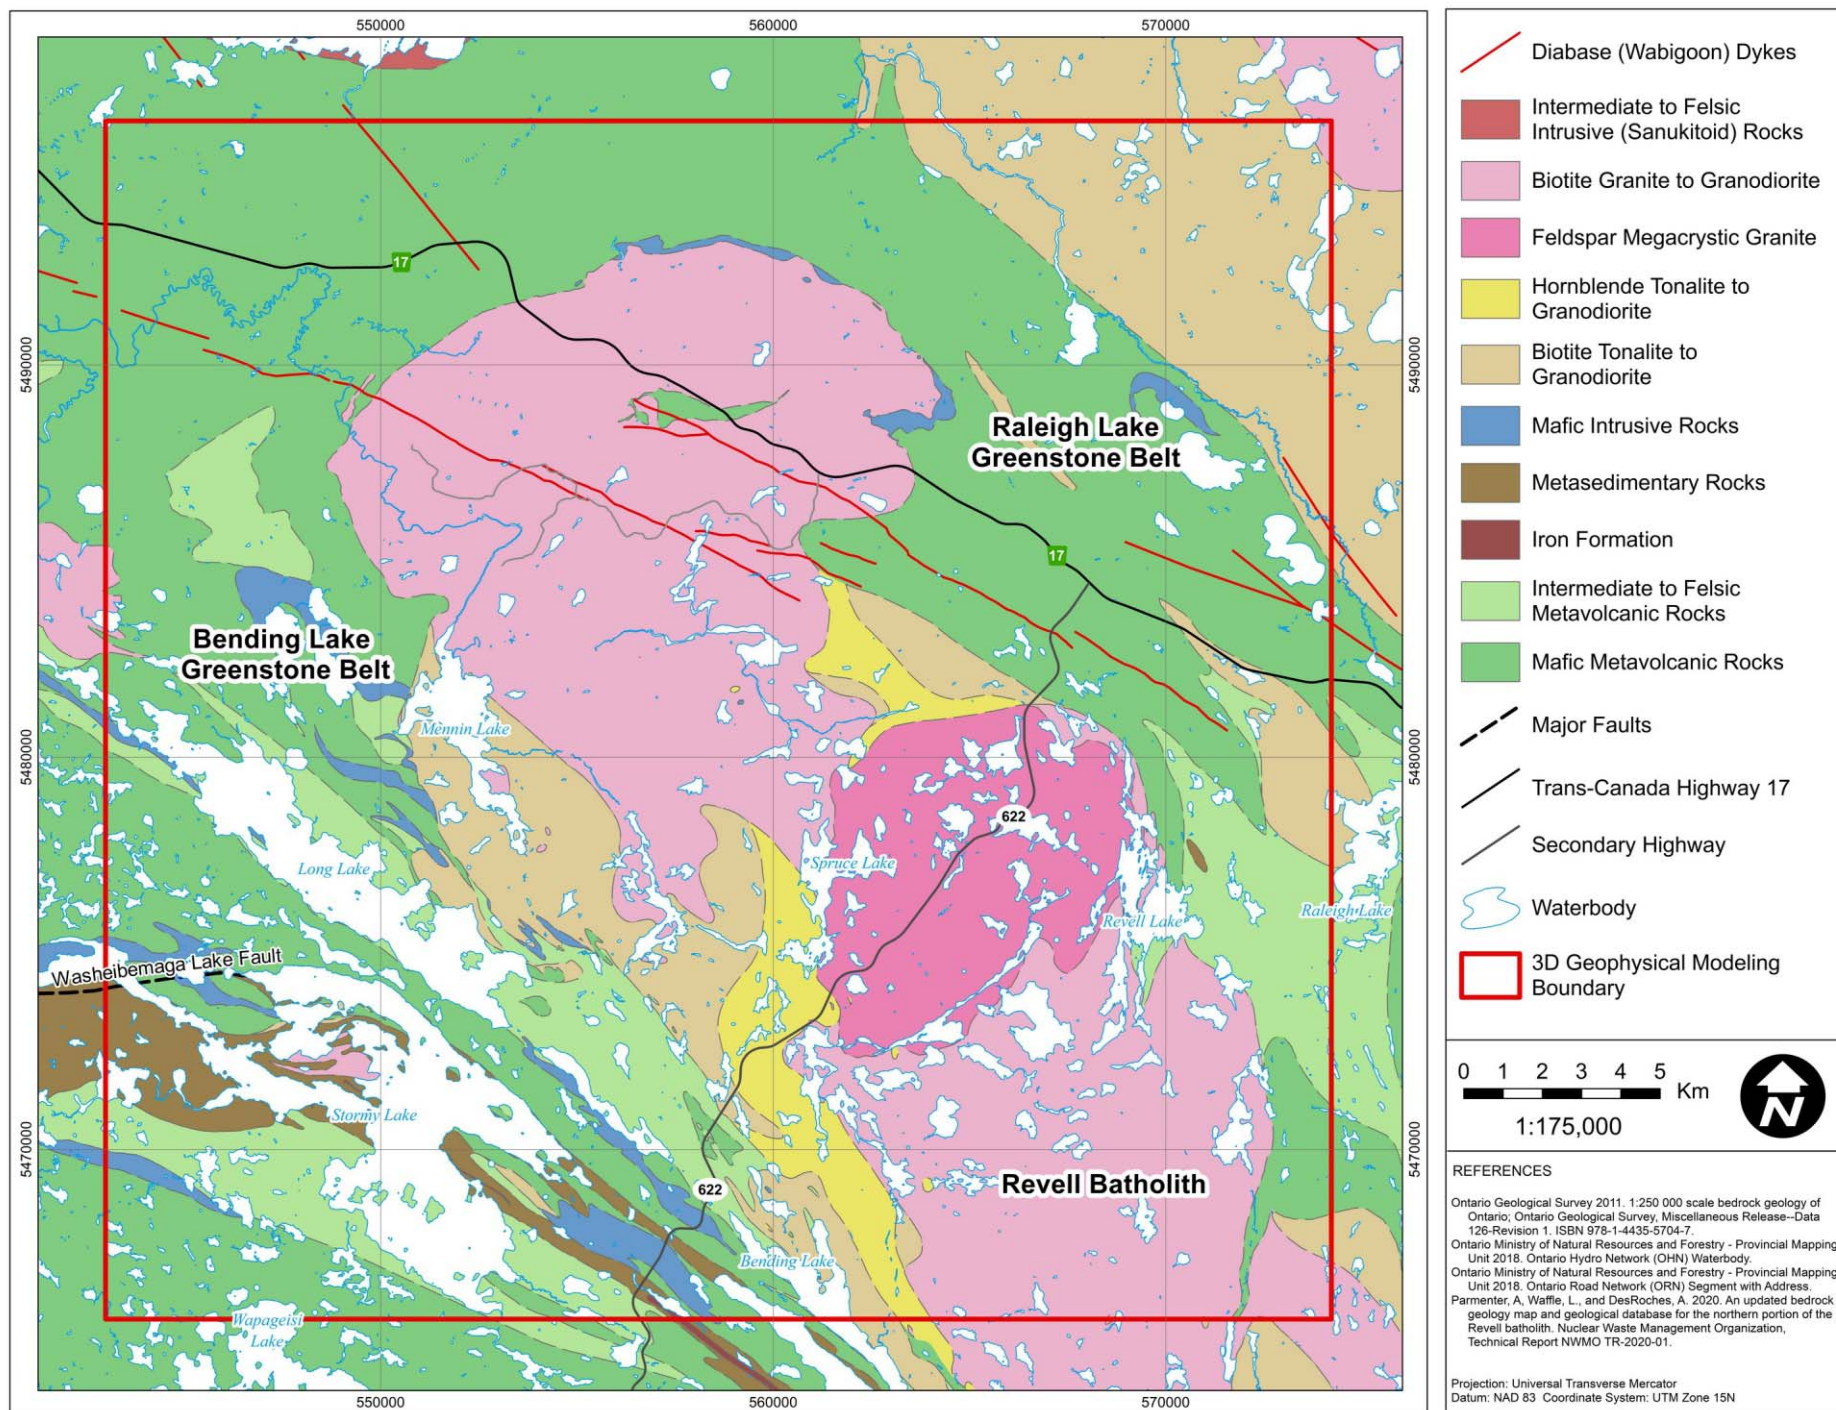 550000
560000
570000
5490000
5490000
17
Raleigh Lake
Greenstone Belt
17
Bending Lake
Greenstone Belt
Mennin Lake
5480000
5480000
622
Long Lake
Spruce Lake
Revell Lake
Raleigh Lake
Washeibemaga Lake Fault
Stormy Lake
5470000
5470000
622
Revell Batholith
Bending Lake
Wapageisi
Lake
550000
560000
570000
Diabase (Wabigoon) Dykes
Intermediate to Felsic
Intrusive (Sanukitoid) Rocks
Biotite Granite to Granodiorite
Feldspar Megacrystic Granite
Hornblende Tonalite to
Granodiorite
Biotite Tonalite to
Granodiorite
Mafic Intrusive Rocks
Metasedimentary Rocks
Iron Formation
Intermediate to Felsic
Metavolcanic Rocks
Mafic Metavolcanic Rocks
Major Faults
Trans-Canada Highway 17
Secondary Highway
Waterbody
3D Geophysical Modeling
Boundary
0 1 2 3 4 5
Km
1:175,000
N
REFERENCES
Ontario Geological Survey 2011. 1:250 000 scale bedrock geology of
Ontario; Ontario Geological Survey, Miscellaneous Release--Data
126-Revision 1. ISBN 978-1-4435-5704-7.
Ontario Ministry of Natural Resources and Forestry - Provincial Mapping
Unit 2018. Ontario Hydro Network (OHN) Waterbody.
Ontario Ministry of Natural Resources and Forestry - Provincial Mapping
Unit 2018. Ontario Road Network (ORN) Segment with Address.
Parmenter, A, Waffle, L., and DesRoches, A. 2020. An updated bedrock
geology map and geological database for the northern portion of the
Revell batholith. Nuclear Waste Management Organization,
Technical Report NWMO TR-2020-01.
Projection: Universal Transverse Mercator
Datum: NAD 83 Coordinate System: UTM Zone 15N